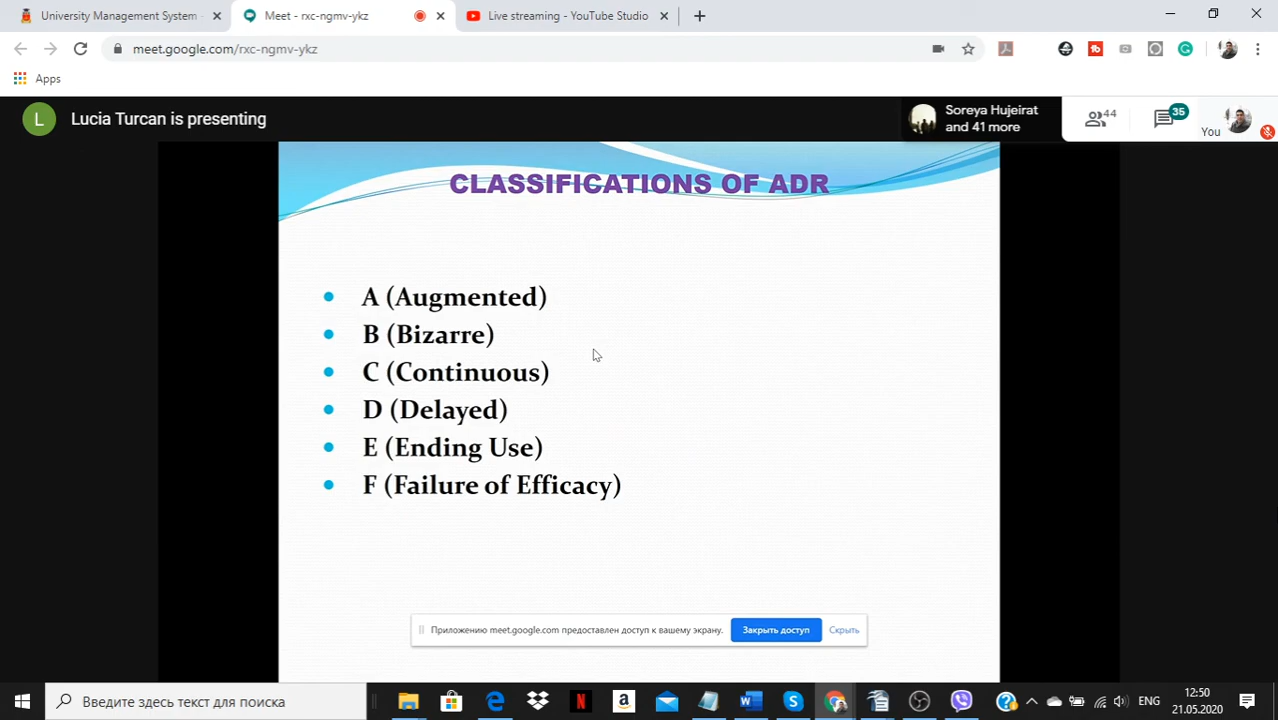 University Management System -
Meet - rxc-ngmv-ykz
Live streaming - YouTube Studio
meet.google.com/rxc-ngmv-ykz
Apps
L
Lucia Turcan is presenting
Soreya Hujeirat
and 41 more
44
35
You
CLASSIFICATIONS OF ADR
A (Augmented)
B (Bizarre)
C (Continuous)
D (Delayed)
E (Ending Use)
F (Failure of Efficacy)
Приложению meet.google.com предоставлен доступ к вашему экрану.
Закрыть доступ
Скрыть
Введите здесь текст для поиска
ENG
12:50
21.05.2020